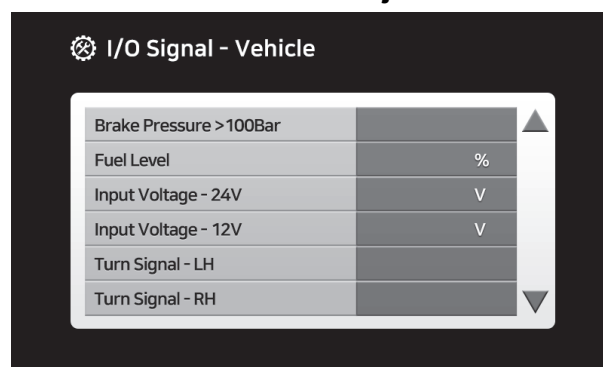 I/O Signal - Vehicle
Brake Pressure >100Bar
Fuel Level %
Input Voltage - 24V V
Input Voltage - 12V V
Turn Signal - LH
Turn Signal - RH